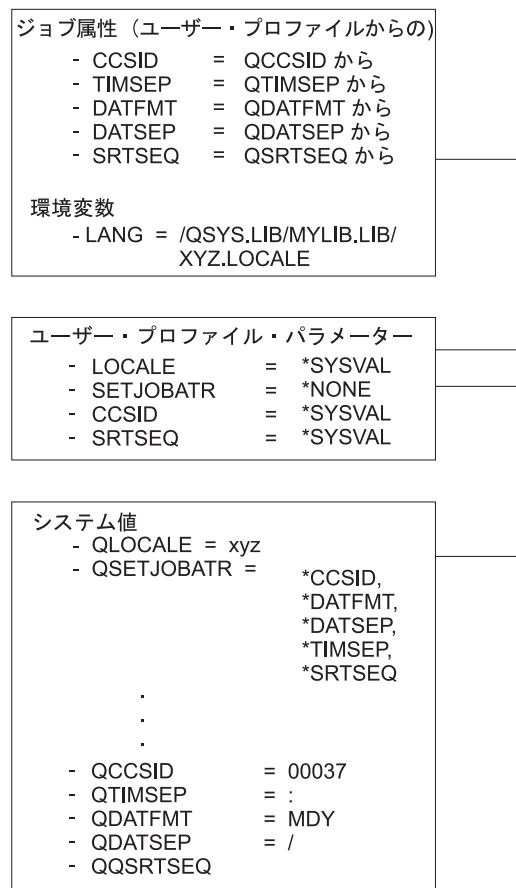 ジョブ属性 (ユーザー・プロファイルからの)
- CCSID = QCCSID から
- TIMSEP = QTIMSEP から
- DATFMT = QDATFMT から
- DATSEP = QDATSEP から
- SRTSEQ = QSRTSEQ から
環境変数
- LANG = /QSYS.LIB/MYLIB.LIB/
XYZ.LOCALE
ユーザー・プロファイル・パラメーター
- LOCALE = *SYSVAL
- SETJOBATR = *NONE
- CCSID = *SYSVAL
- SRTSEQ = *SYSVAL
システム値
- QLOCALE = xyz
- QSETJOBATR =
*CCSID,
*DATFMT,
*DATSEP,
*TIMSEP,
*SRTSEQ
.
.
.
- QCCSID = 00037
- QTIMSEP = :
- QDATFMT = MDY
- QDATSEP = /
- QQSRTSEQ